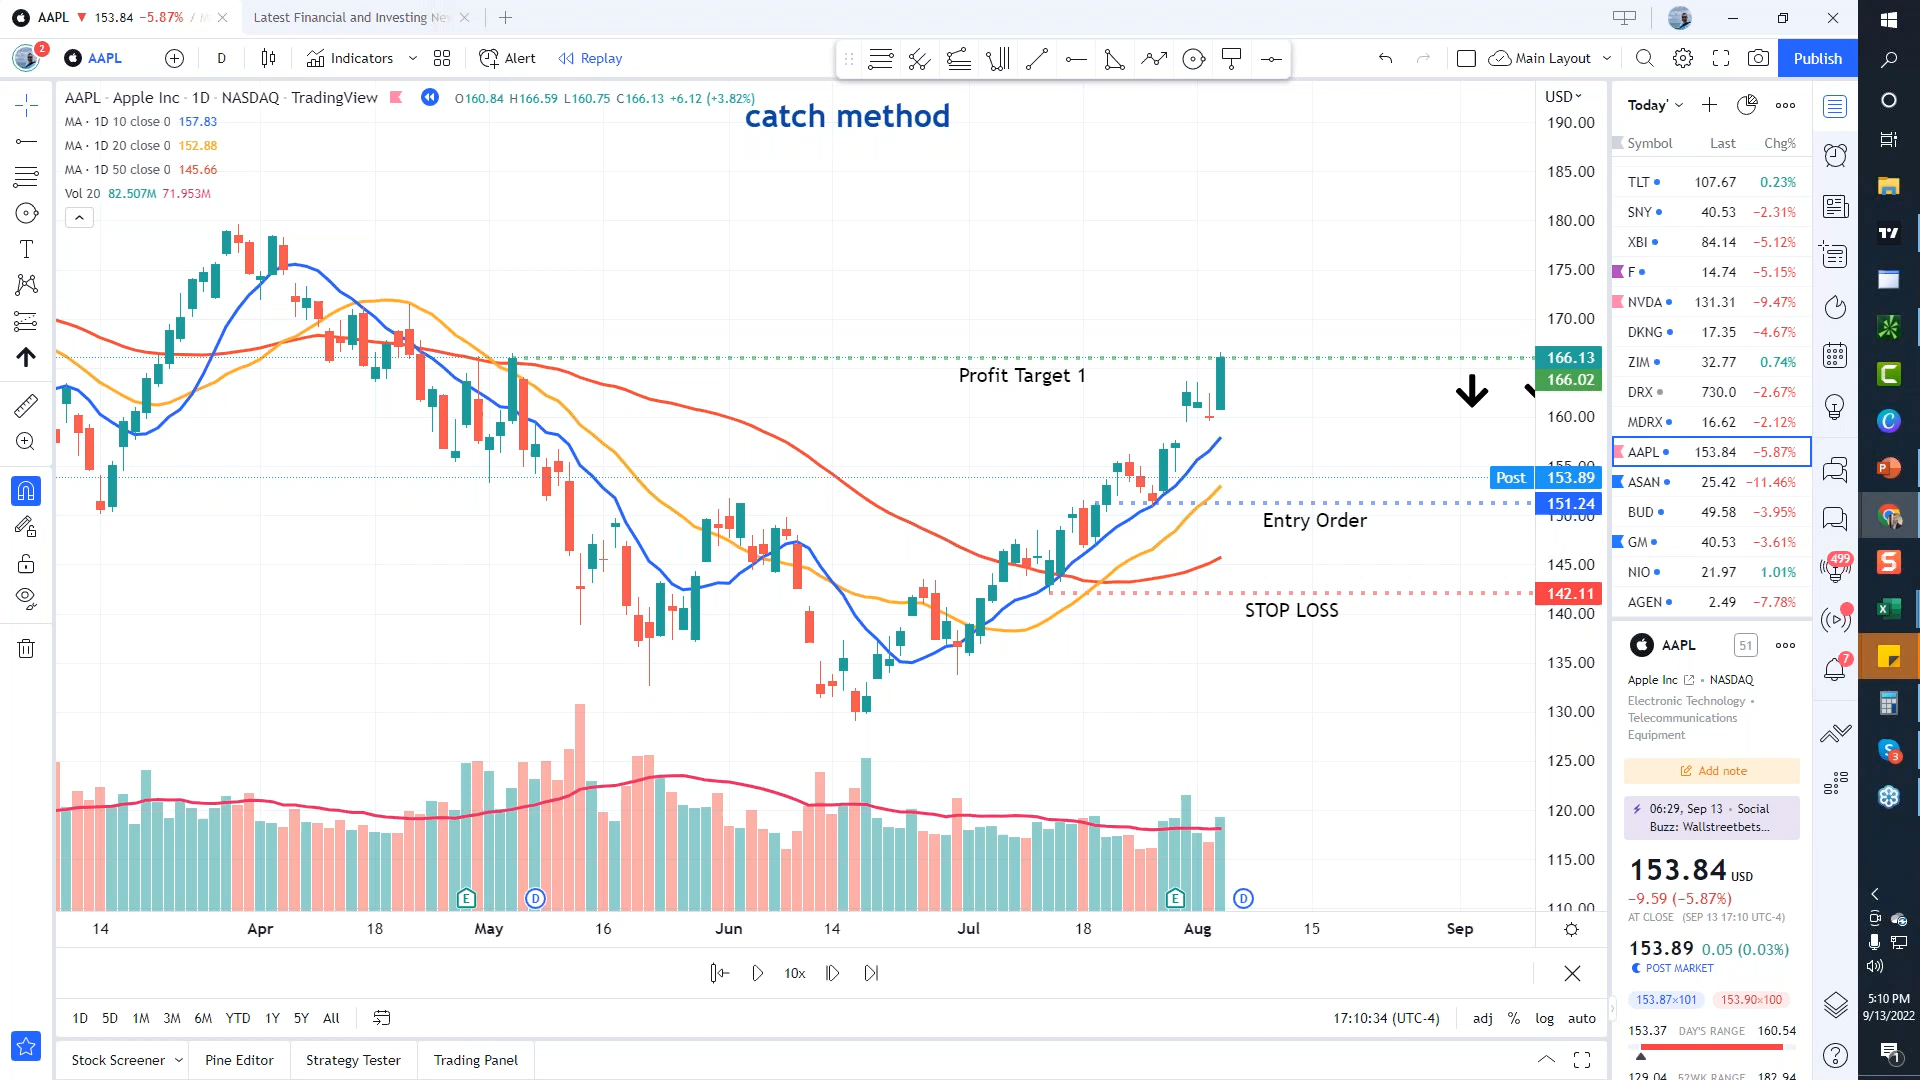 AAPL ▼ 153.84 −5.87% /
Latest Financial and Investing Ne
2
AAPL
D
Indicators
Alert
Replay
Main Layout
Publish
AAPL · Apple Inc · 1D · NASDAQ · TradingView
O160.84 H166.59 L160.75 C166.13 +6.12 (+3.82%)
catch method
MA · 1D 10 close 0 157.83
MA · 1D 20 close 0 152.88
MA · 1D 50 close 0 145.66
Vol 20 82.507M 71.953M
USD
190.00
185.00
180.00
175.00
170.00
166.13
166.02
160.00
155.00
Post 153.89
151.24
150.00
145.00
142.11
140.00
135.00
130.00
125.00
120.00
115.00
110.00
Profit Target 1
Entry Order
STOP LOSS
E
D
E
D
14 Apr 18 May 16 Jun 14 Jul 18 Aug 15 Sep
10x
1D 5D 1M 3M 6M YTD 1Y 5Y All
17:10:34 (UTC-4) adj % log auto
Stock Screener Pine Editor Strategy Tester Trading Panel
Today'
Symbol Last Chg%
TLT 107.67 0.23%
SNY 40.53 −2.31%
XBI 84.14 −5.12%
F 14.74 −5.15%
NVDA 131.31 −9.47%
DKNG 17.35 −4.67%
ZIM 32.77 0.74%
DRX 730.0 −2.67%
MDRX 16.62 −2.12%
AAPL 153.84 −5.87%
ASAN 25.42 −11.46%
BUD 49.58 −3.95%
GM 40.53 −3.61%
NIO 21.97 1.01%
AGEN 2.49 −7.78%
AAPL 51
Apple Inc • NASDAQ
Electronic Technology •
Telecommunications
Equipment
Add note
06:29, Sep 13 • Social
Buzz: Wallstreetbets...
153.84 USD
−9.59 (−5.87%)
AT CLOSE (SEP 13 17:10 UTC-4)
153.89 0.05 (0.03%)
POST MARKET
153.87×101 153.90×100
153.37 DAY'S RANGE 160.54
129.04 52WK RANGE 182.94
499
7
3
5:10 PM
9/13/2022
1